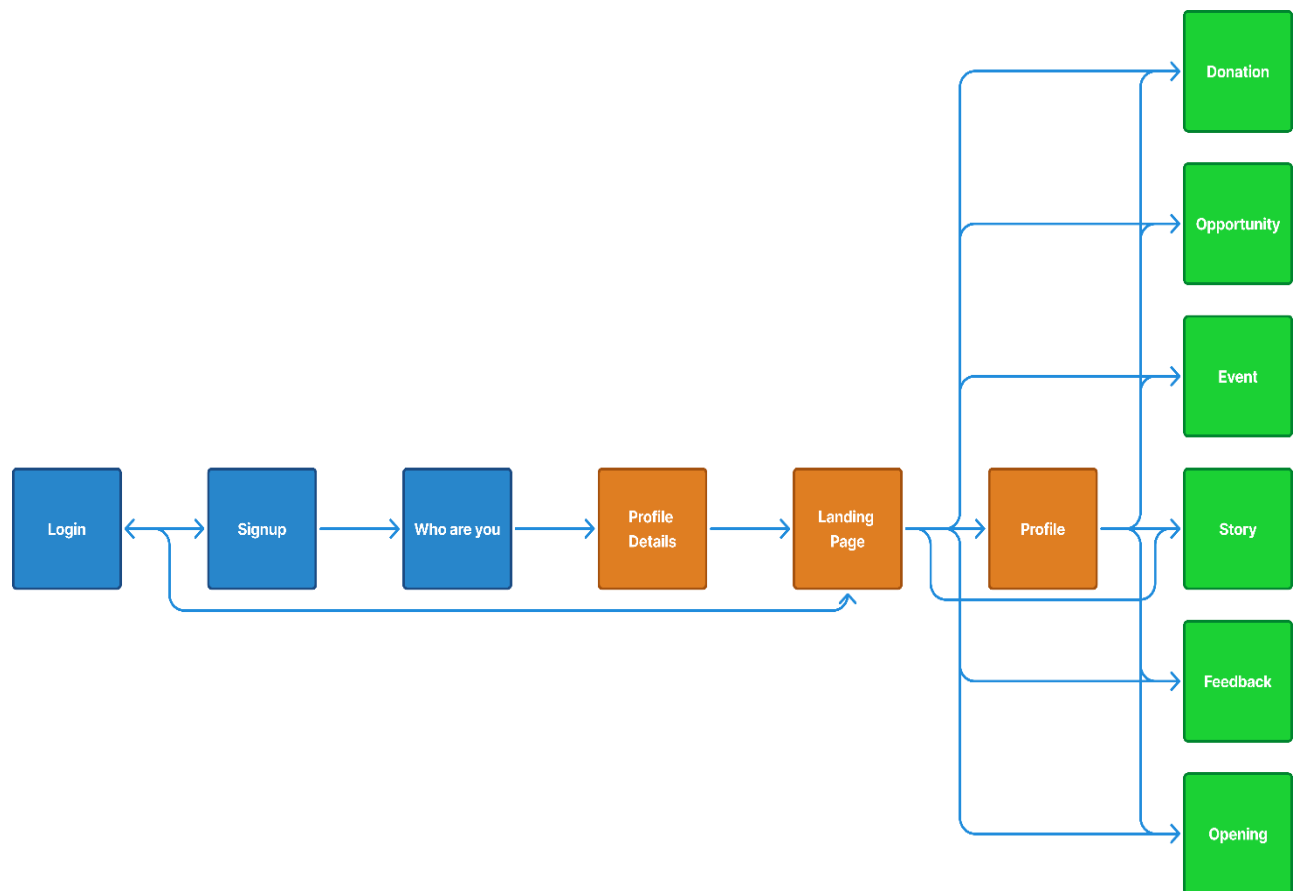 Donation
Opportunity
Event
Login
Signup
Who are you
Profile
Details
Landing
Page
Profile
Story
Feedback
Opening